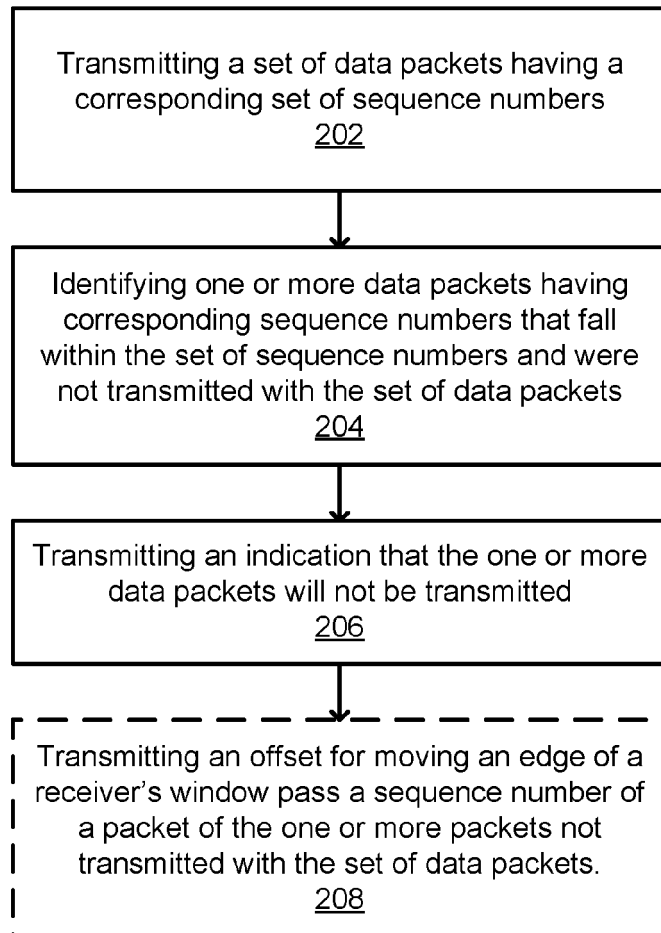 Transmitting a set of data packets having a
corresponding set of sequence numbers
202
Identifying one or more data packets having
corresponding sequence numbers that fall
within the set of sequence numbers and were
not transmitted with the set of data packets
204
Transmitting an indication that the one or more
data packets will not be transmitted
206
Transmitting an offset for moving an edge of a
receiver's window pass a sequence number of
a packet of the one or more packets not
transmitted with the set of data packets.
208